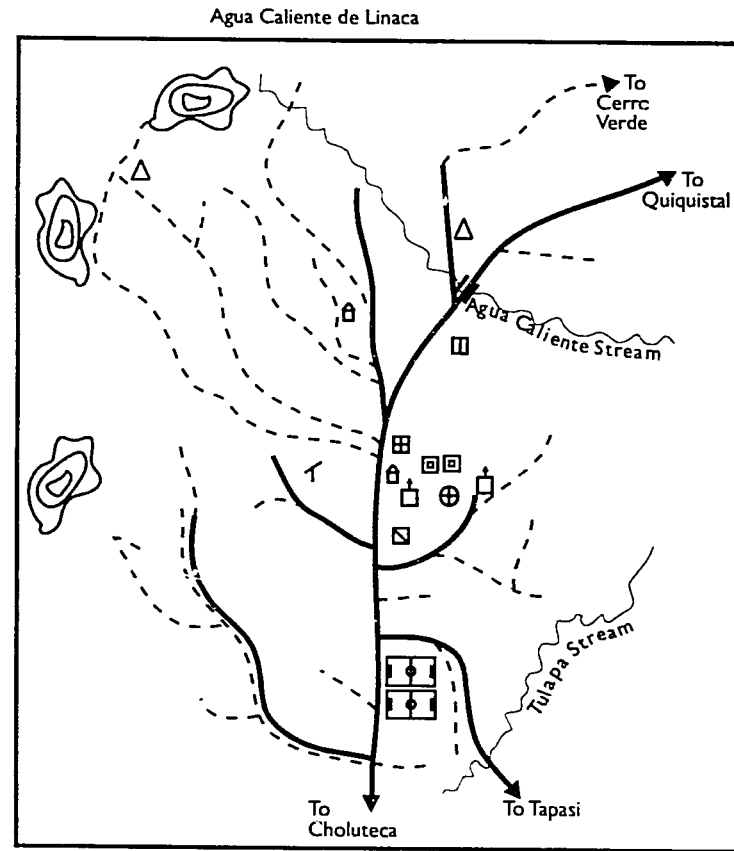 Agua Caliente de Linaca
To
Cerro
Verde
To
Quiquistal
Agua Caliente Stream
Tulapa Stream
To
Choluteca
To Tapasi